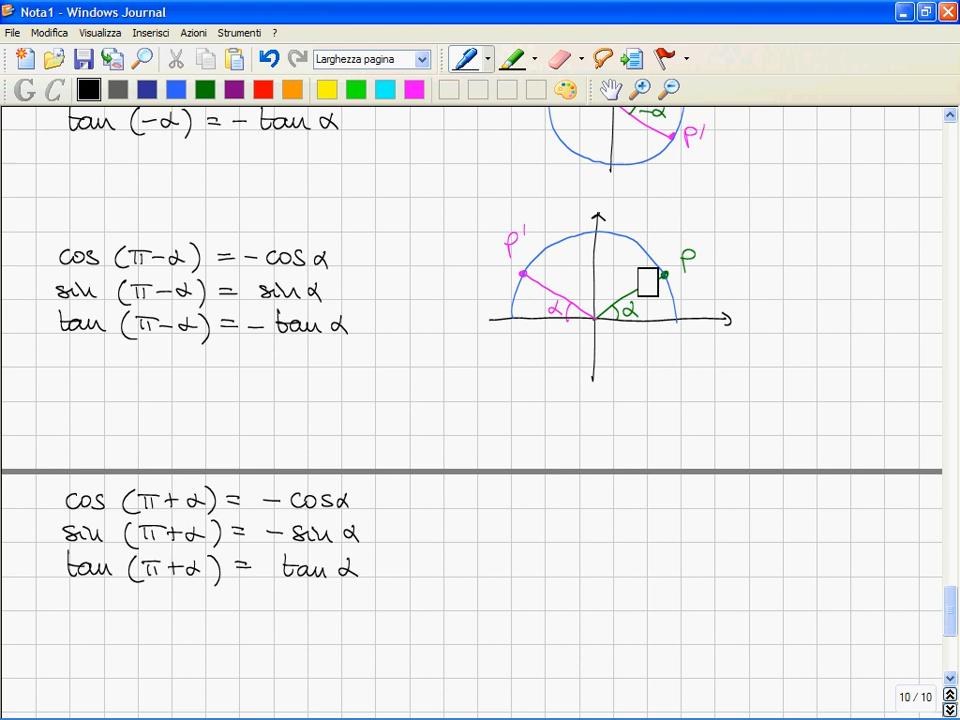 Nota1 - Windows Journal
File Modifica Visualizza Inserisci Azioni Strumenti ?
Larghezza pagina
G C
tan (-α) = - tan α
-α
P'
cos (π-α) = - cos α
sin (π-α) = sin α
tan (π-α) = - tan α
P'
P
α
α
cos (π+α) = - cos α
sin (π+α) = - sin α
tan (π+α) = tan α
10 / 10